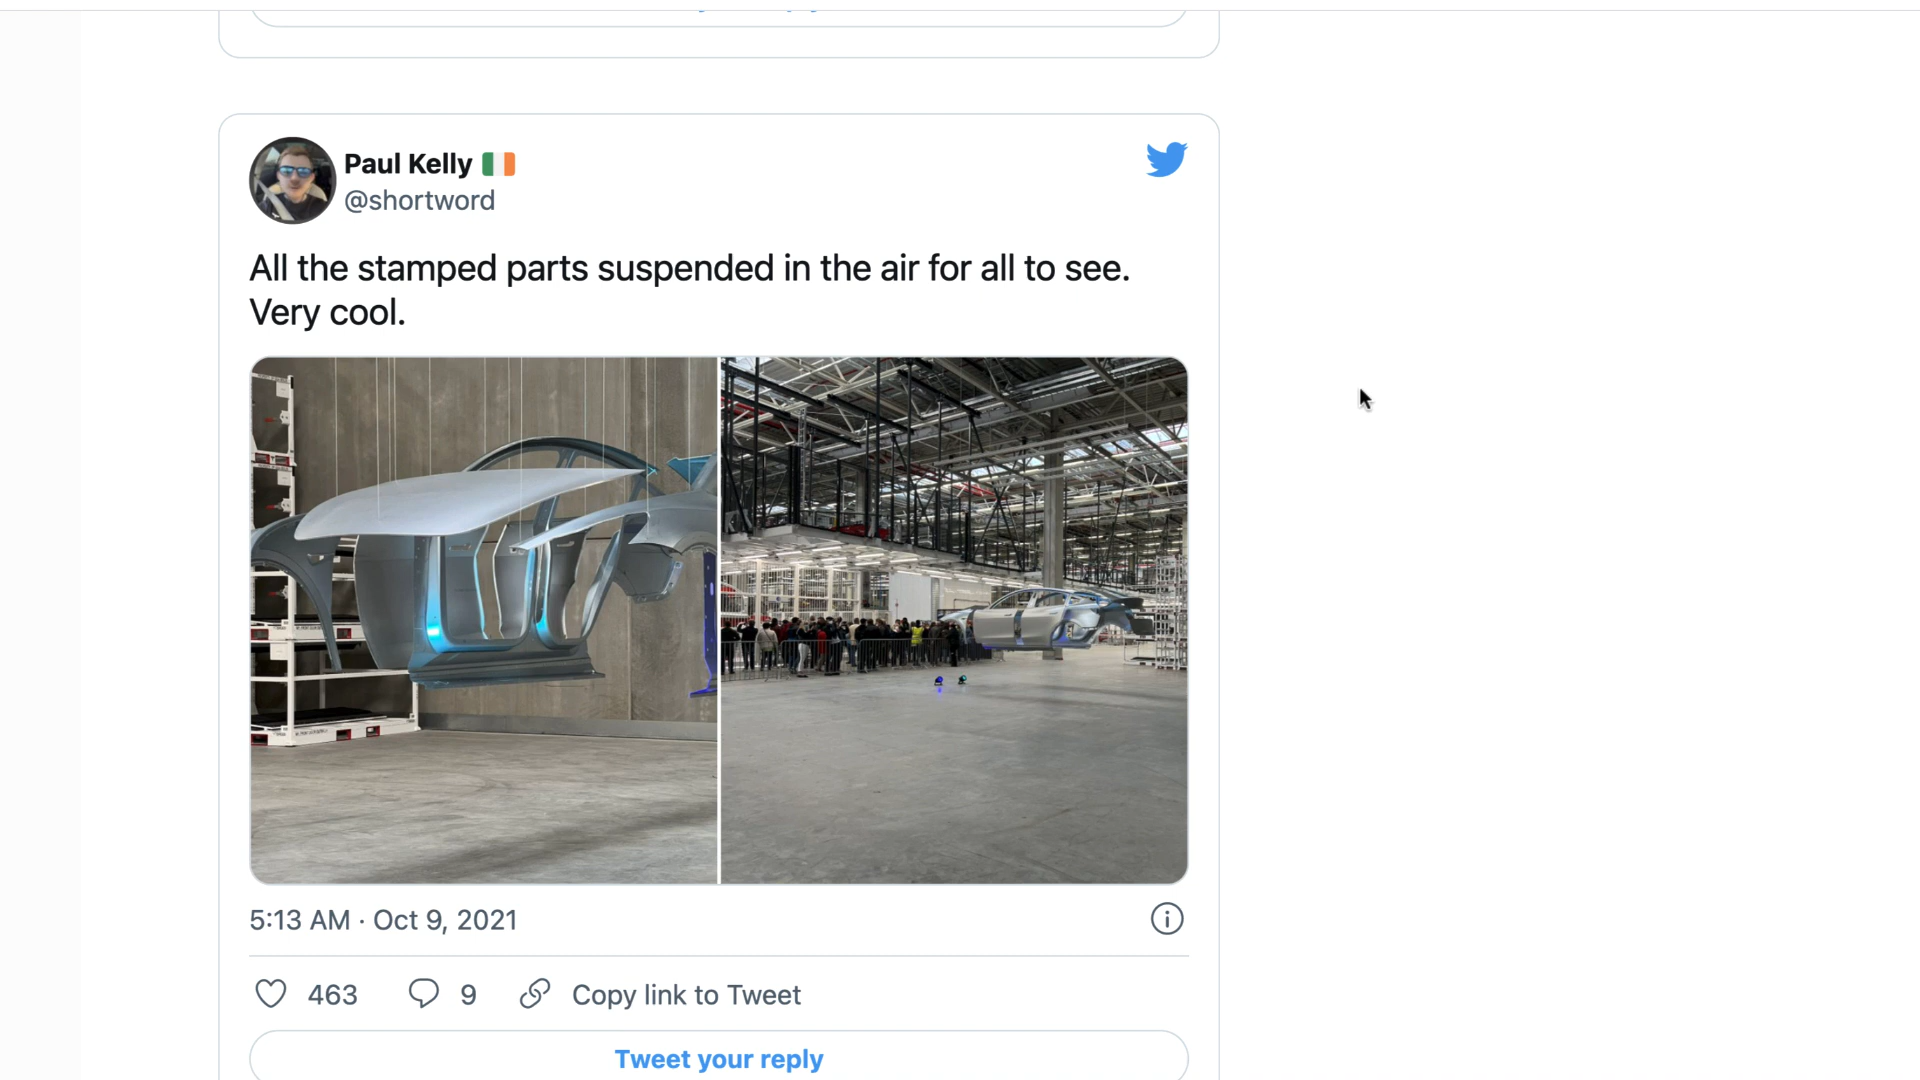 Paul Kelly
@shortword
All the stamped parts suspended in the air for all to see.
Very cool.
5:13 AM · Oct 9, 2021
463 9 Copy link to Tweet
Tweet your reply